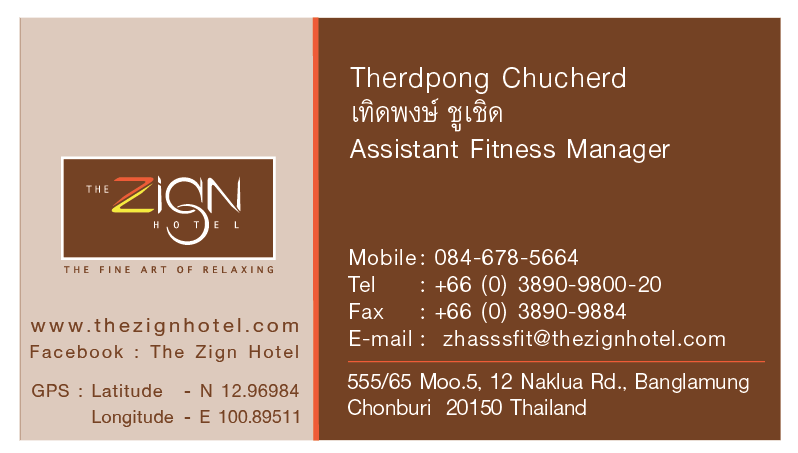 THE Zign
HOTEL
THE FINE ART OF RELAXING
www.thezignhotel.com
Facebook : The Zign Hotel
GPS : Latitude - N 12.96984
Longitude - E 100.89511
Therdpong Chucherd
เทิดพงษ์ ชูเชิด
Assistant Fitness Manager
Mobile : 084-678-5664
Tel : +66 (0) 3890-9800-20
Fax : +66 (0) 3890-9884
E-mail : zhasssfit@thezignhotel.com
555/65 Moo.5, 12 Naklua Rd., Banglamung
Chonburi 20150 Thailand